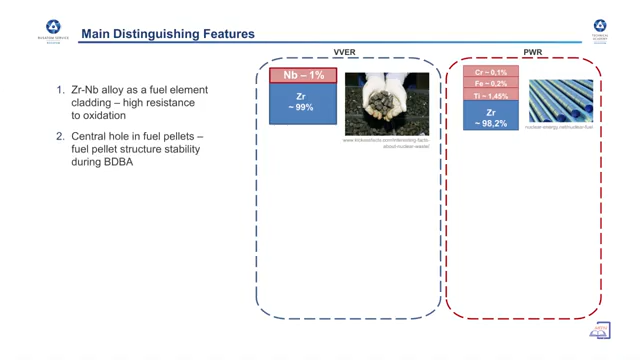 Main Distinguishing Features
1. Zr-Nb alloy as a fuel element
cladding – high resistance
to oxidation
2. Central hole in fuel pellets –
fuel pellet structure stability
during BDBA
VVER
Nb – 1%
Zr
~ 99%
PWR
Cr ~ 0,1%
Fe ~ 0,2%
Ti ~ 1,45%
Zr
~ 98,2%
nuclear-energy.net/nuclear-fuel